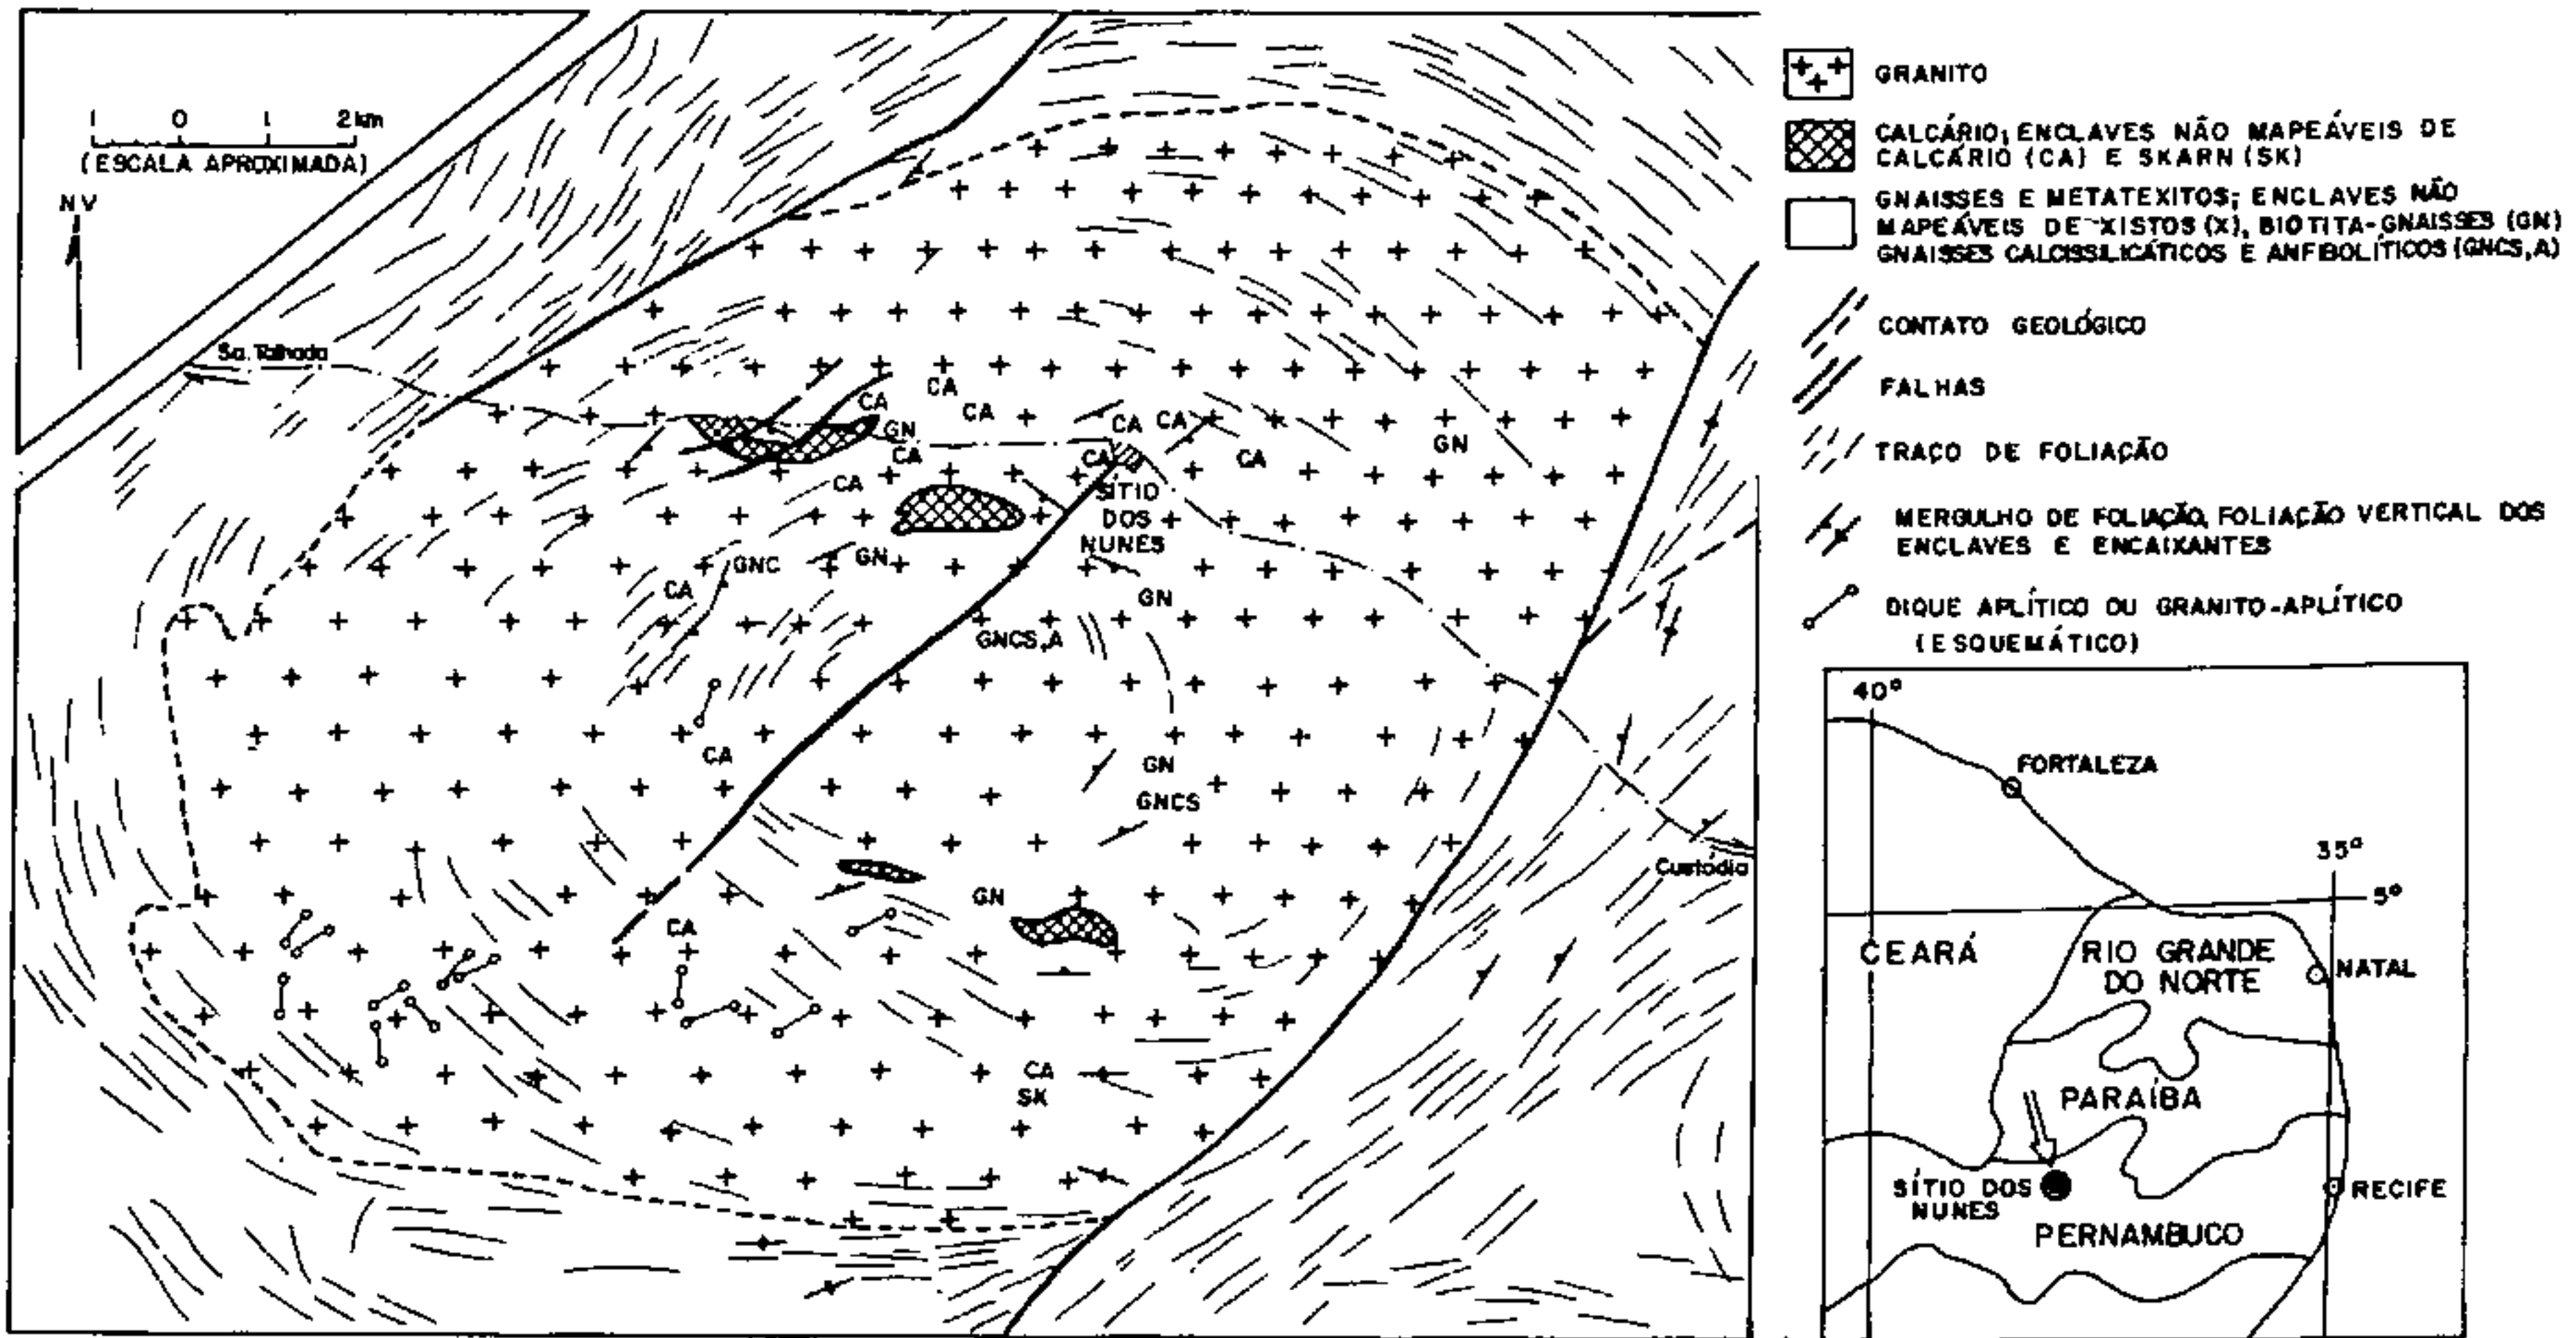 1 0 1 2 km
(ESCALA APROXIMADA)
NV
Sa. Talhada
CA
CA
CA
GN
CA
CA
CA
CA
CA
CA
GN
SÍTIO
DOS
NUNES
GNC
GN
CA
GN
GNCS,A
CA
GN
GNCS
Custódia
GN
CA
CA
SK
GRANITO
CALCÁRIO; ENCLAVES NÃO MAPEÁVEIS DE
CALCÁRIO (CA) E SKARN (SK)
GNAISSES E METATEXITOS; ENCLAVES NÃO
MAPEÁVEIS DE XISTOS (X), BIOTITA-GNAISSES (GN)
GNAISSES CALCISSILICÁTICOS E ANFIBOLÍTICOS (GNCS,A)
CONTATO GEOLÓGICO
FALHAS
TRAÇO DE FOLIAÇÃO
MERGULHO DE FOLIAÇÃO, FOLIAÇÃO VERTICAL DOS
ENCLAVES E ENCAIXANTES
DIQUE APLÍTICO OU GRANITO-APLÍTICO
(ESQUEMÁTICO)
40°
FORTALEZA
35°
5°
CEARÁ
RIO GRANDE
DO NORTE
NATAL
PARAÍBA
SÍTIO DOS
NUNES
RECIFE
PERNAMBUCO